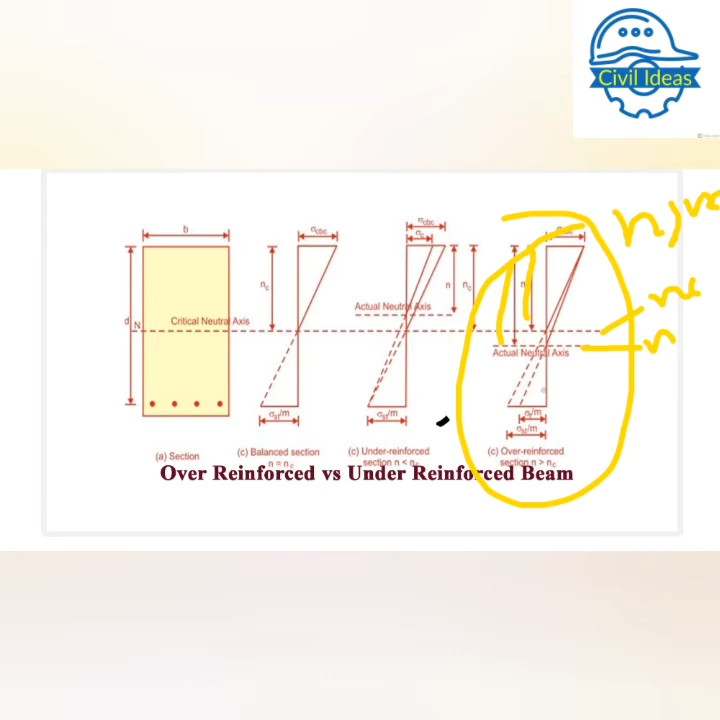 Civil Ideas
b
σcbc
σcbc
σc
n>nc
nc
n
nc
n
nc
Actual Neutral Axis
d
N
Critical Neutral Axis
n
Actual Neutral Axis
σst/m
σst/m
σt/m
σst/m
(a) Section
(c) Balanced section
n = nc
(c) Under-reinforced
section n < nc
(c) Over-reinforced
section n > nc
Over Reinforced vs Under Reinforced Beam